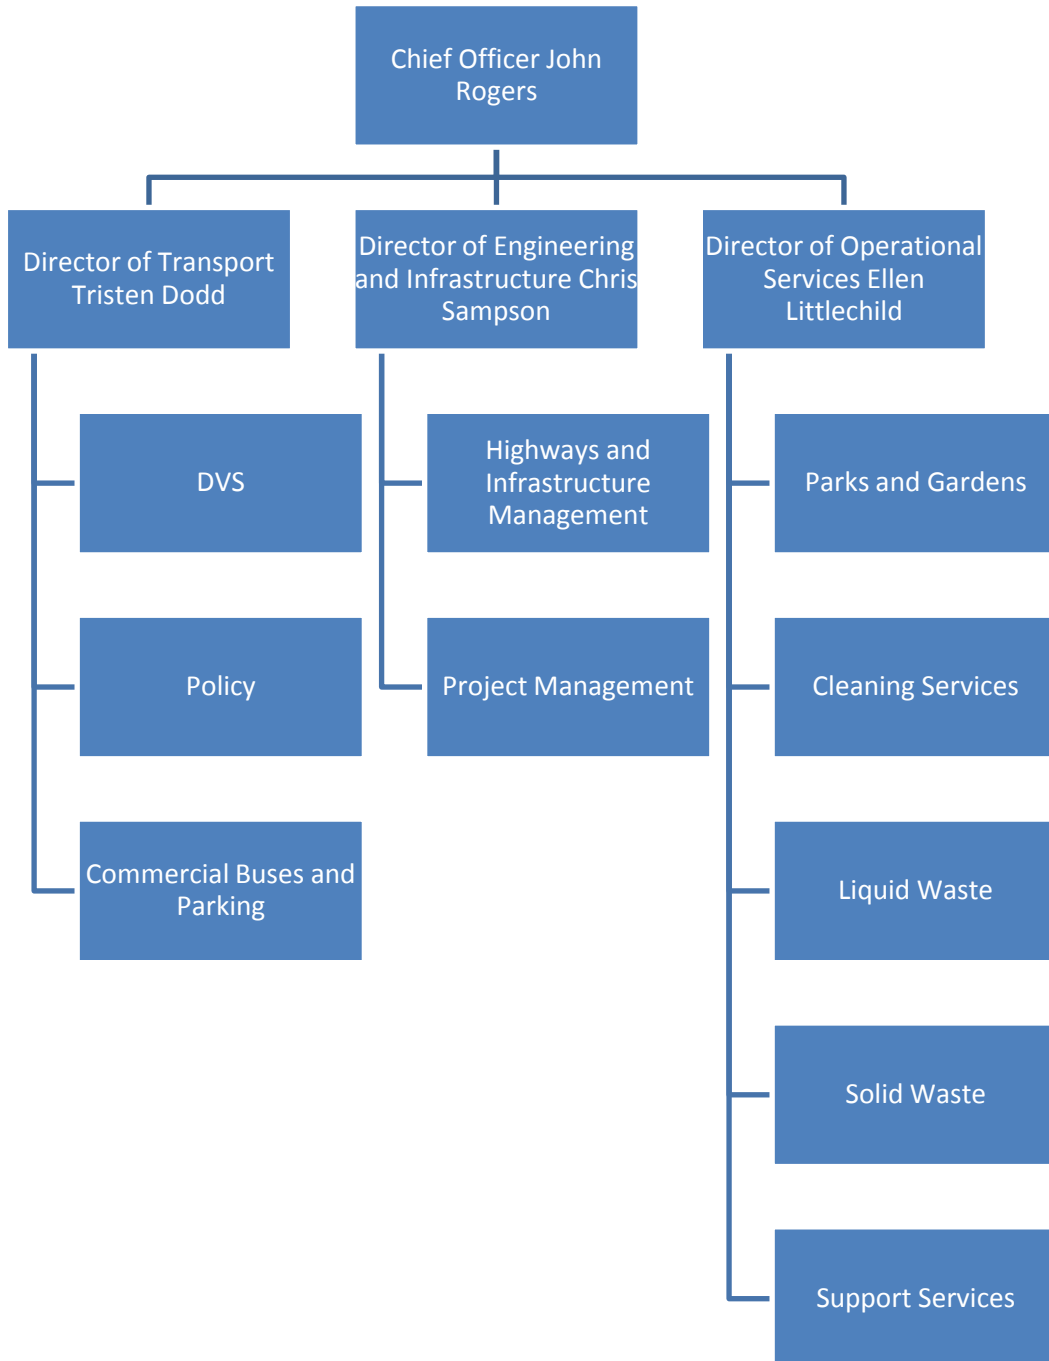 Chief Officer John
Rogers
Director of Transport
Tristen Dodd
Director of Engineering
and Infrastructure Chris
Sampson
Director of Operational
Services Ellen
Littlechild
DVS
Highways and
Infrastructure
Management
Parks and Gardens
Policy
Project Management
Cleaning Services
Commercial Buses and
Parking
Liquid Waste
Solid Waste
Support Services